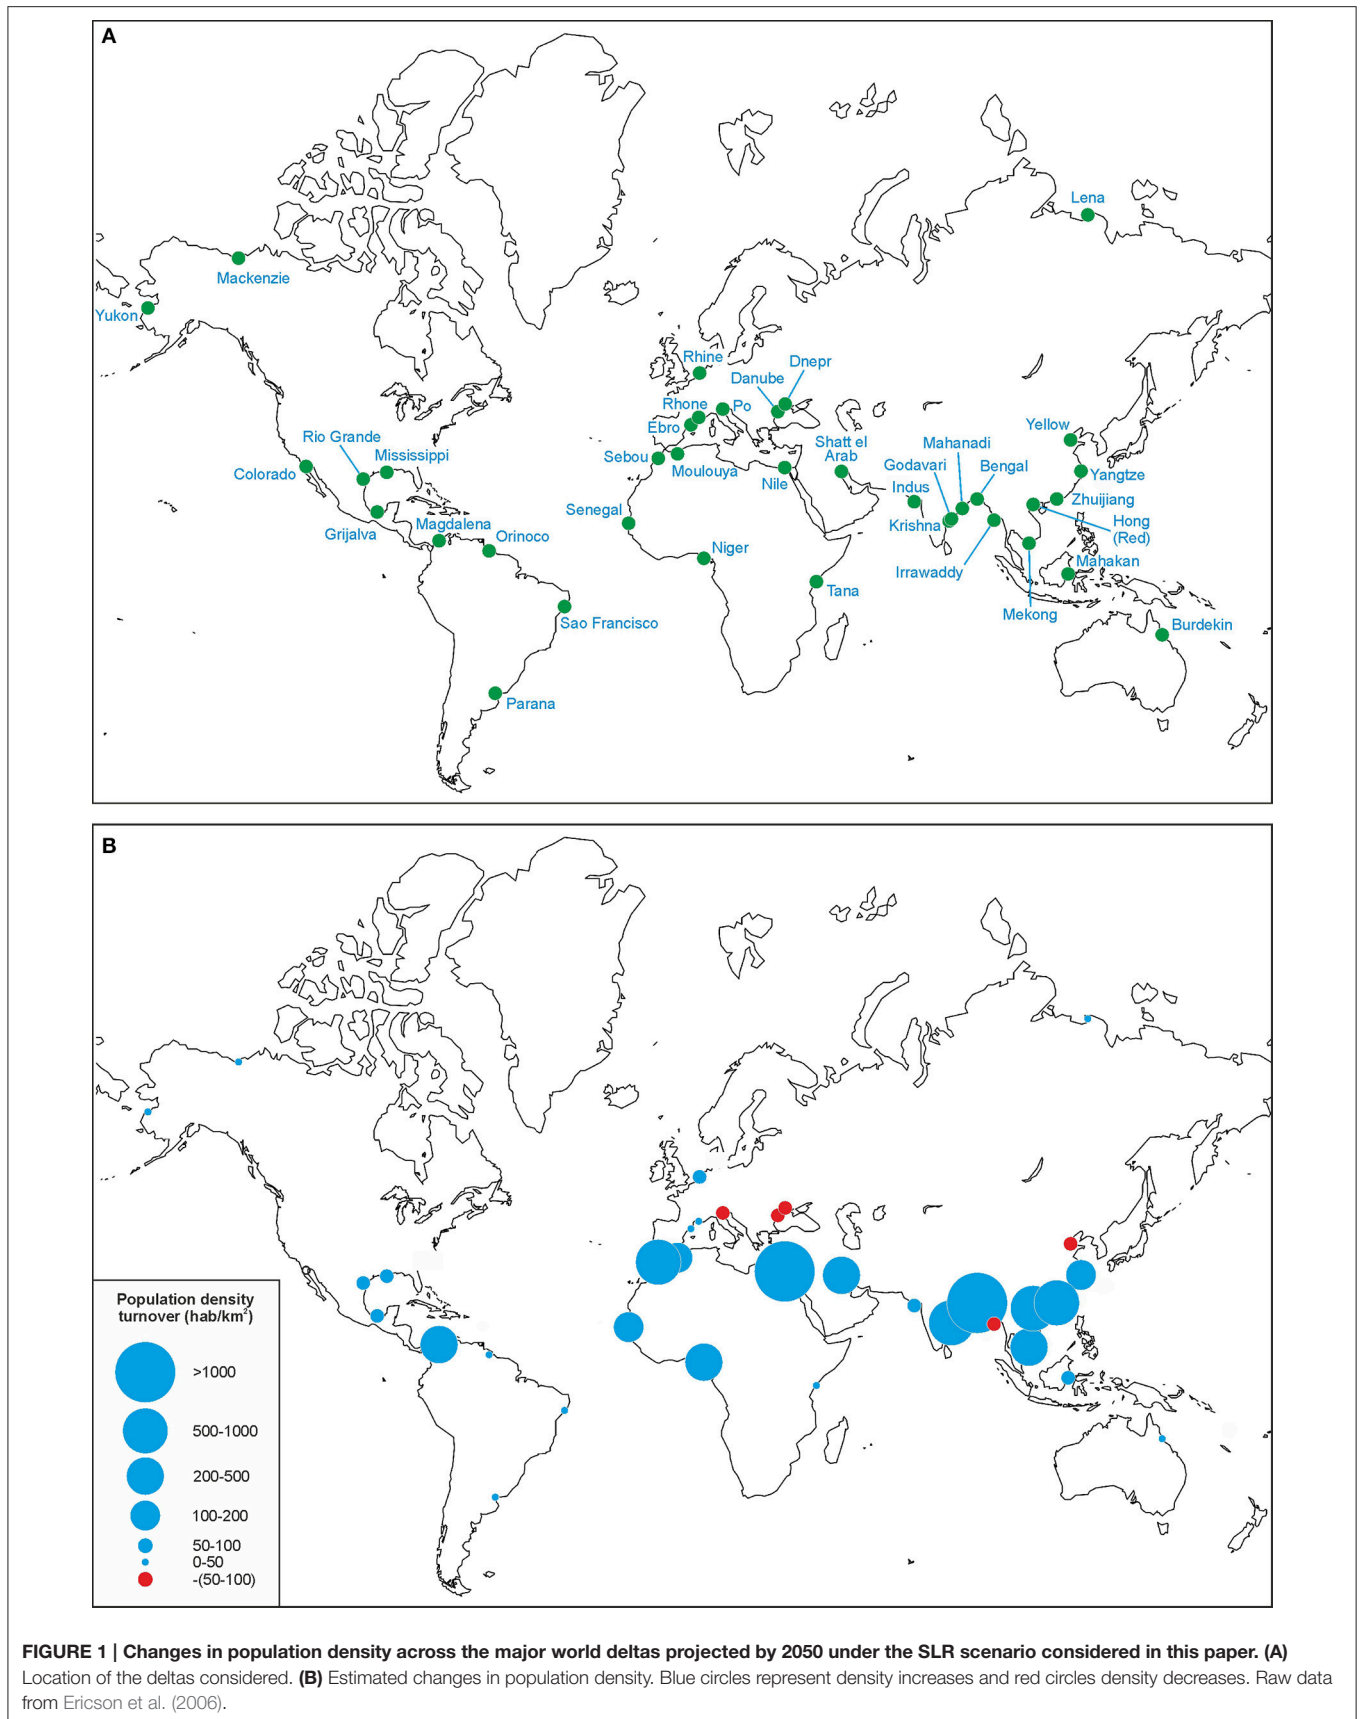 A
Lena
Mackenzie
Yukon
Rhine
Dnepr
Danube
Rhone
Po
Ebro
Rio Grande
Mississippi
Colorado
Sebou
Moulouya
Nile
Shatt el
Arab
Mahanadi
Godavari
Bengal
Indus
Krishna
Irrawaddy
Yellow
Yangtze
Zhuijiang
Hong
(Red)
Grijalva
Magdalena
Orinoco
Senegal
Niger
Tana
Mahakan
Mekong
Sao Francisco
Burdekin
Parana
B
Population density
turnover (hab/km²)
>1000
500-1000
200-500
100-200
50-100
0-50
-(50-100)
FIGURE 1 | Changes in population density across the major world deltas projected by 2050 under the SLR scenario considered in this paper. (A)
Location of the deltas considered. (B) Estimated changes in population density. Blue circles represent density increases and red circles density decreases. Raw data
from Ericson et al. (2006).